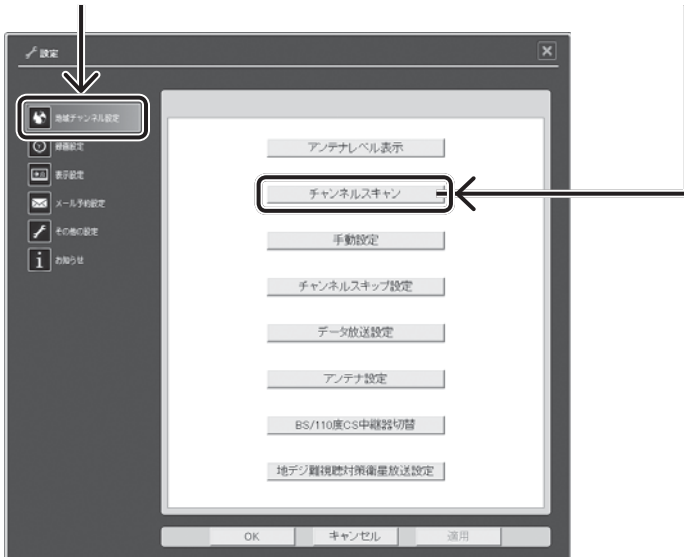 設定
地域チャンネル設定
録画設定
表示設定
メール予約設定
その他の設定
お知らせ
アンテナレベル表示
チャンネルスキャン
手動設定
チャンネルスキップ設定
データ放送設定
アンテナ設定
BS/110度CS中継器切替
地デジ難視聴対策衛星放送設定
OK
キャンセル
適用